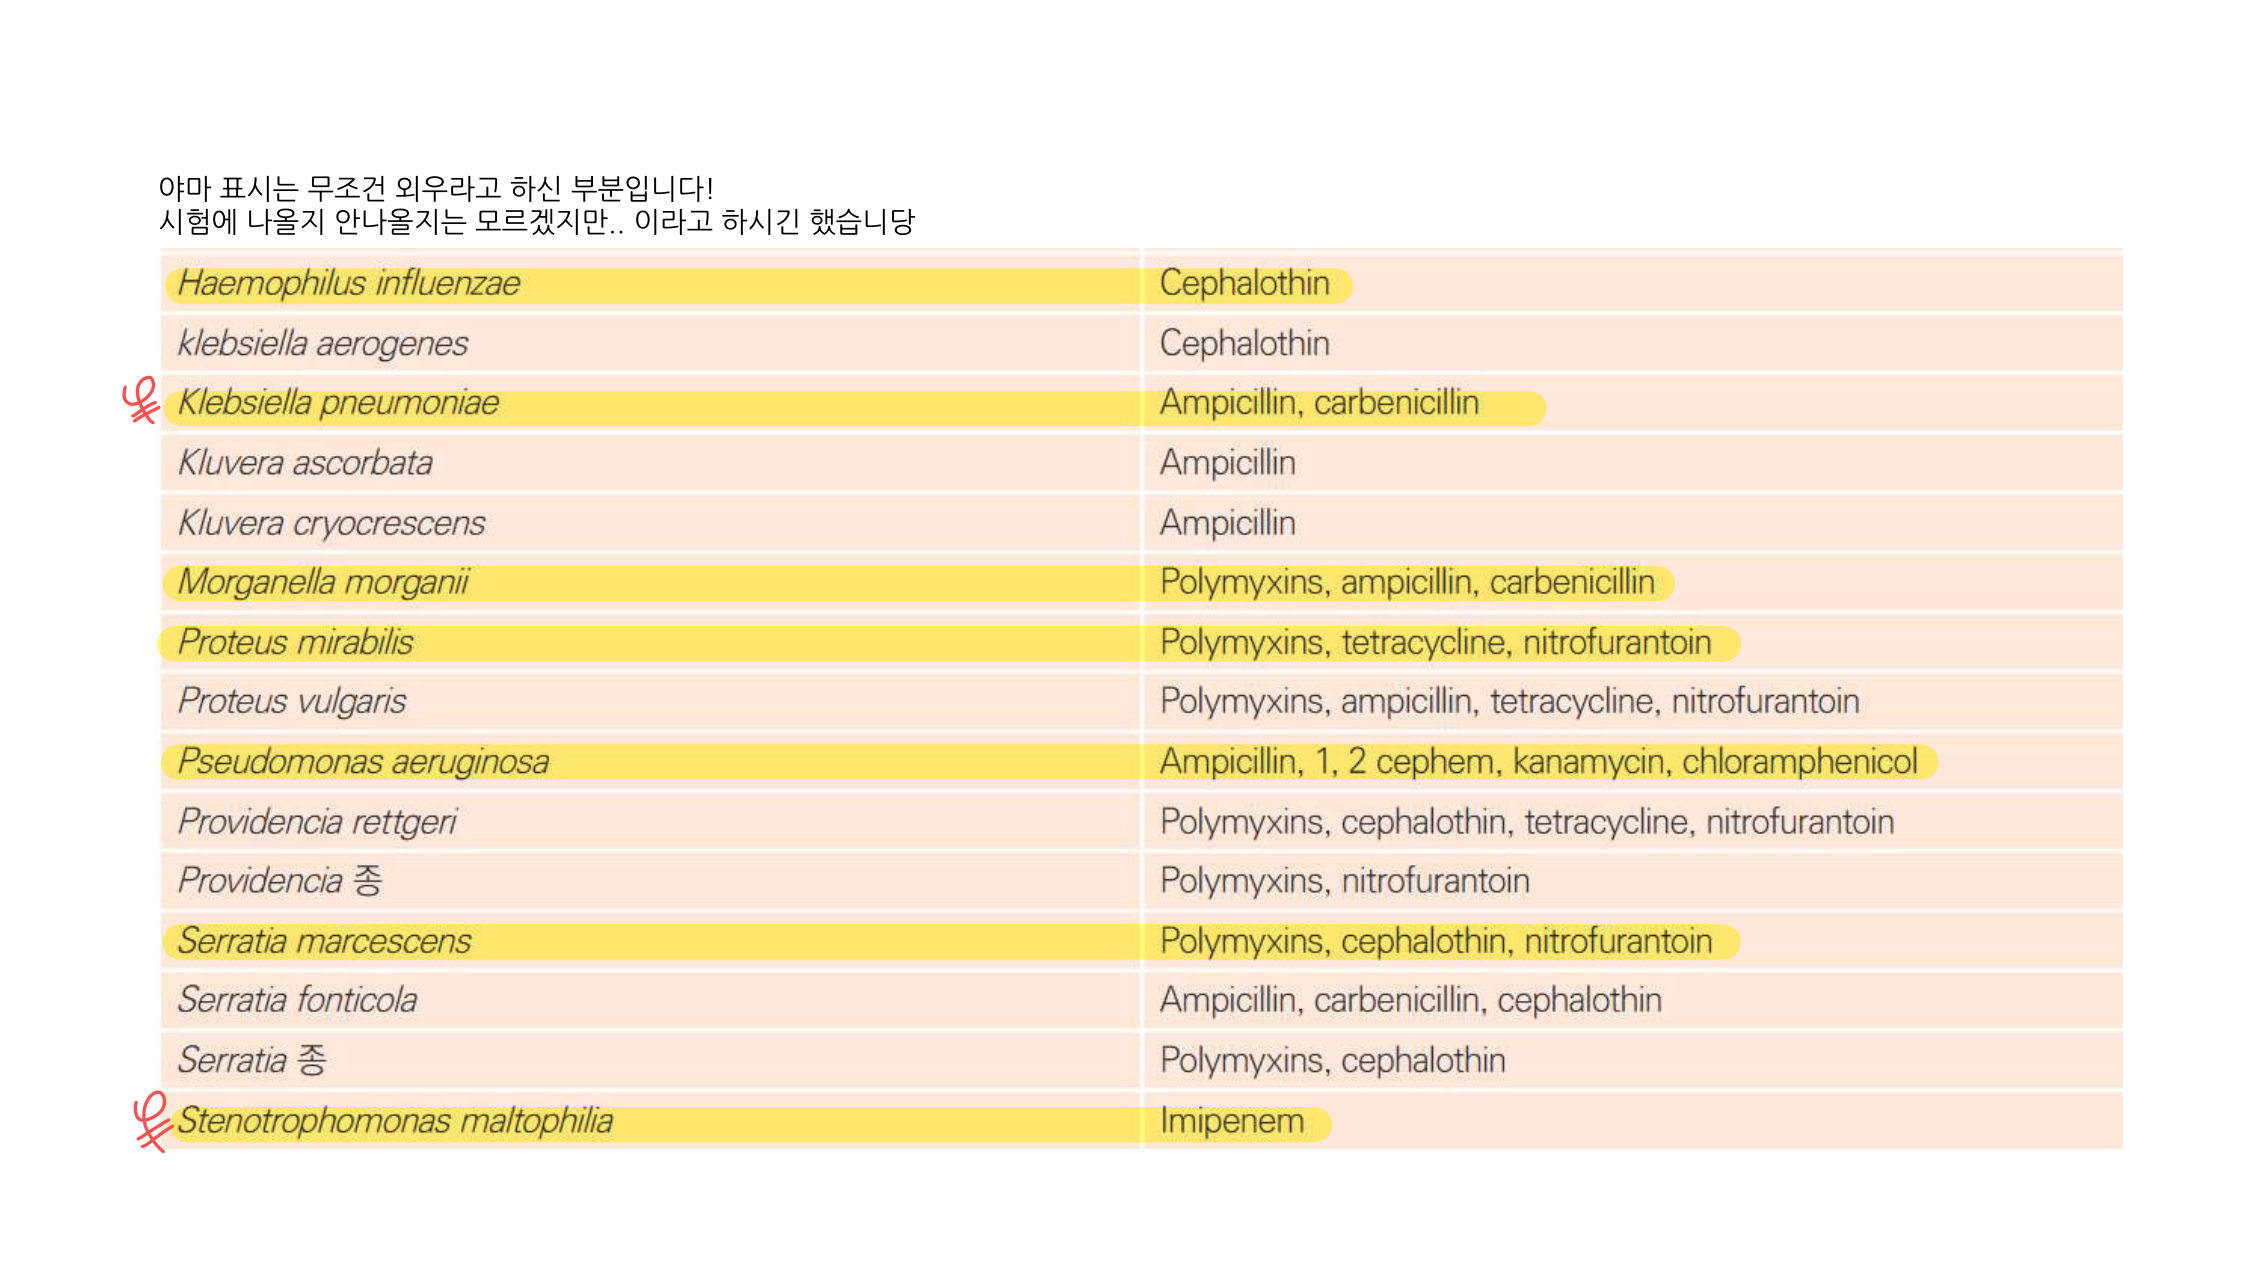 야마 표시는 무조건 외우라고 하신 부분입니다!
시험에 나올지 안나올지는 모르겠지만.. 이라고 하시긴 했습니당
Haemophilus influenzae Cephalothin
klebsiella aerogenes Cephalothin
Klebsiella pneumoniae Ampicillin, carbenicillin
Kluvera ascorbata Ampicillin
Kluvera cryocrescens Ampicillin
Morganella morganii Polymyxins, ampicillin, carbenicillin
Proteus mirabilis Polymyxins, tetracycline, nitrofurantoin
Proteus vulgaris Polymyxins, ampicillin, tetracycline, nitrofurantoin
Pseudomonas aeruginosa Ampicillin, 1, 2 cephem, kanamycin, chloramphenicol
Providencia rettgeri Polymyxins, cephalothin, tetracycline, nitrofurantoin
Providencia 종 Polymyxins, nitrofurantoin
Serratia marcescens Polymyxins, cephalothin, nitrofurantoin
Serratia fonticola Ampicillin, carbenicillin, cephalothin
Serratia 종 Polymyxins, cephalothin
Stenotrophomonas maltophilia Imipenem